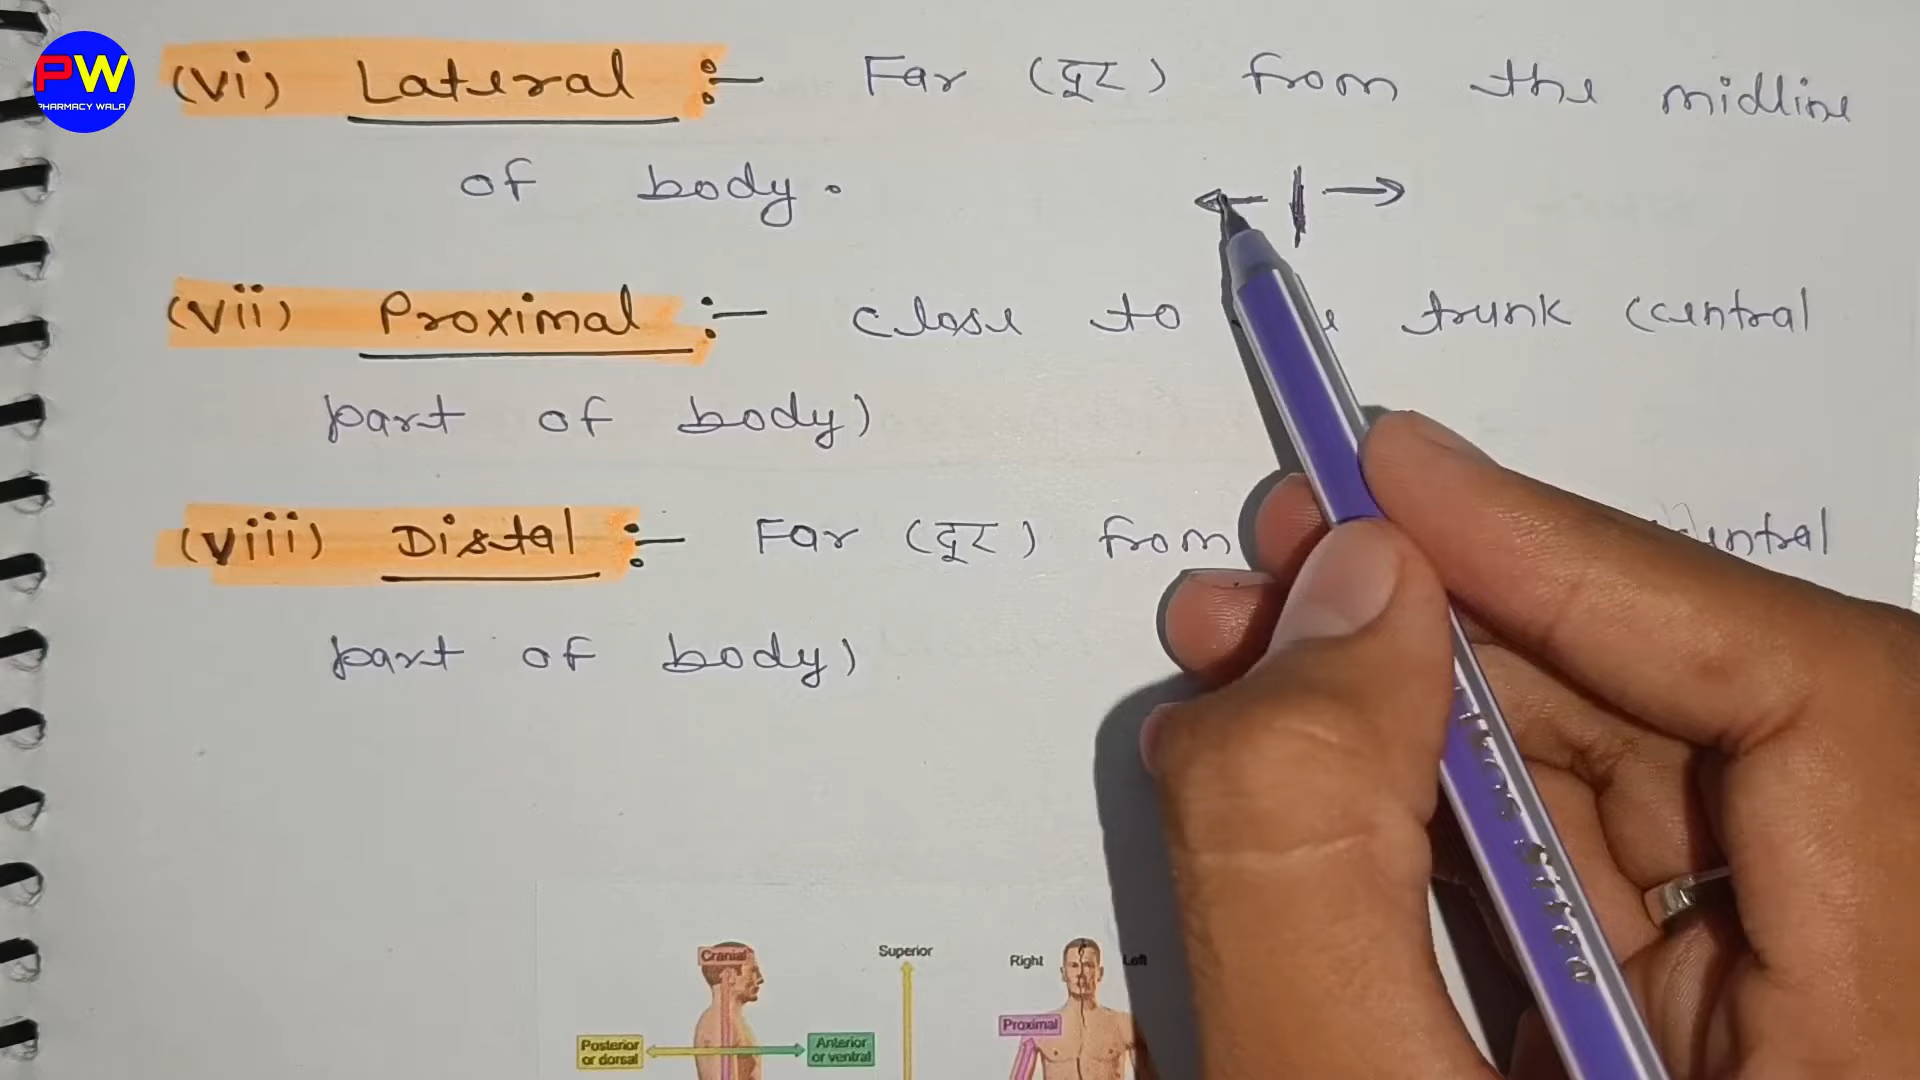 PW
PHARMACY WALA
(vi) Lateral :- Far (दूर) from the midline
of body.
(vii) Proximal :- close to trunk (central
part of body)
(viii) Distal :- Far (दूर) from
part of body)
Cranial
Superior
Right Left
Proximal
Posterior
or dorsal
Anterior
or ventral